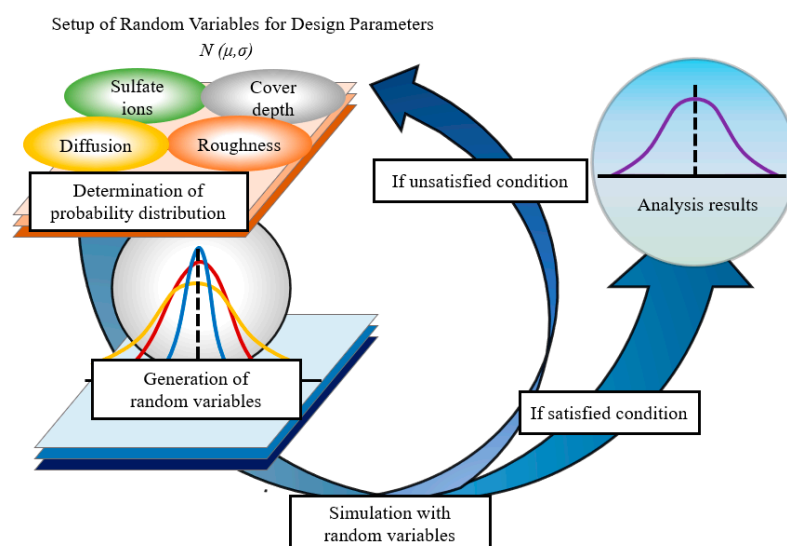 Setup of Random Variables for Design Parameters
N (μ,σ)
Sulfate
ions
Cover
depth
Diffusion
Roughness
Determination of
probability distribution
If unsatisfied condition
Analysis results
Generation of
random variables
If satisfied condition
Simulation with
random variables